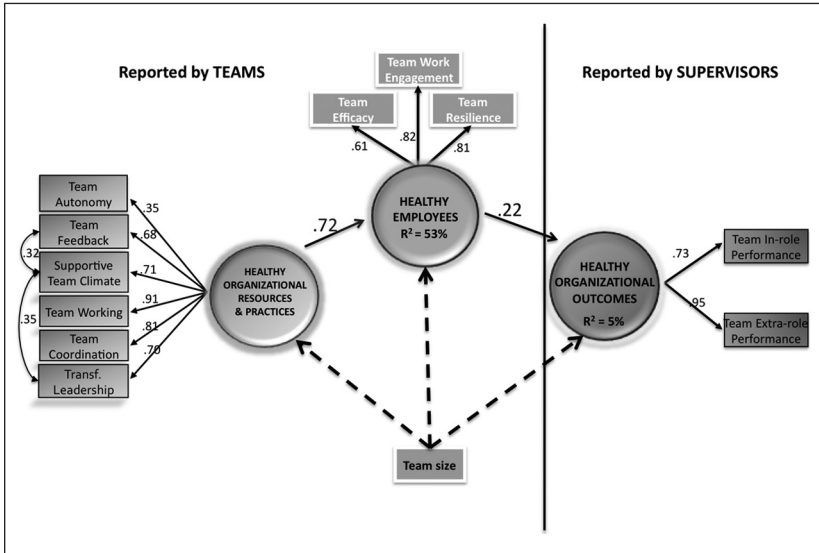 Reported by TEAMS
Reported by SUPERVISORS
Team Work
Engagement
Team
Efficacy
Team
Resilience
.61
.82
.81
Team
Autonomy
Team
Feedback
Supportive
Team Climate
Team Working
Team
Coordination
Transf.
Leadership
.32
.35
.35
.68
.71
.91
.81
.70
HEALTHY
ORGANIZATIONAL
RESOURCES
& PRACTICES
.72
HEALTHY
EMPLOYEES
R² = 53%
.22
HEALTHY
ORGANIZATIONAL
OUTCOMES
R² = 5%
.73
.95
Team In-role
Performance
Team Extra-role
Performance
Team size